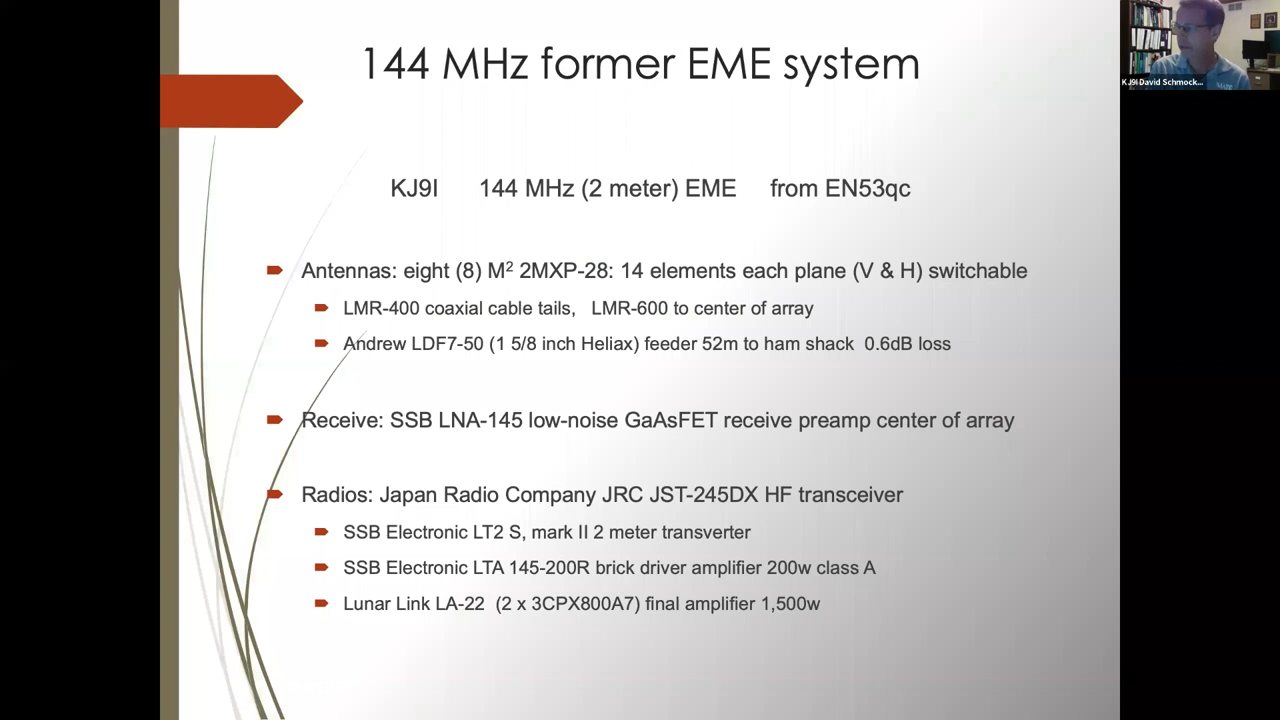 144 MHz former EME system
KJ9I David Schmock...
KJ9I 144 MHz (2 meter) EME from EN53qc
Antennas: eight (8) M² 2MXP-28: 14 elements each plane (V & H) switchable
LMR-400 coaxial cable tails, LMR-600 to center of array
Andrew LDF7-50 (1 5/8 inch Heliax) feeder 52m to ham shack 0.6dB loss
Receive: SSB LNA-145 low-noise GaAsFET receive preamp center of array
Radios: Japan Radio Company JRC JST-245DX HF transceiver
SSB Electronic LT2 S, mark II 2 meter transverter
SSB Electronic LTA 145-200R brick driver amplifier 200w class A
Lunar Link LA-22 (2 x 3CPX800A7) final amplifier 1,500w